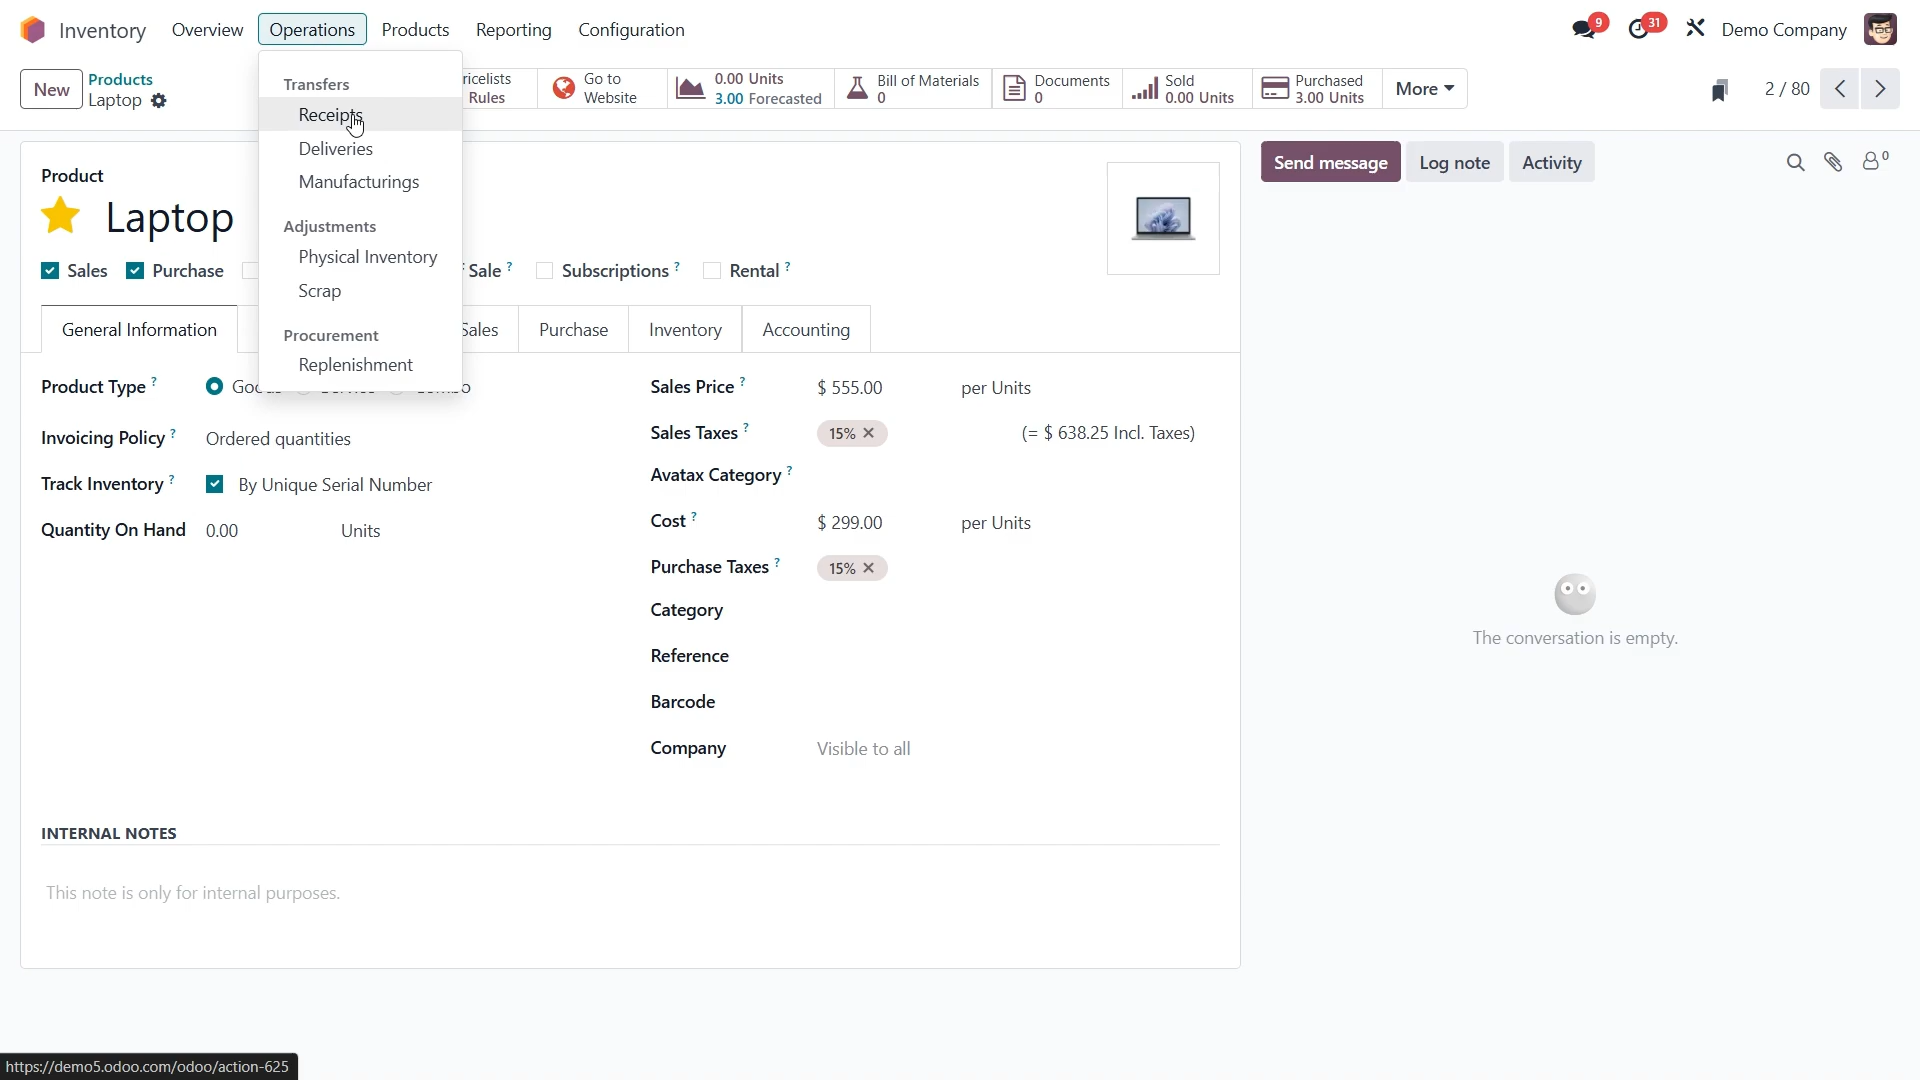 Inventory Overview Operations Products Reporting Configuration 9 31 Demo Company
New Products Laptop
Transfers
Receipts
Deliveries
Manufacturings
Adjustments
Physical Inventory
Scrap
Procurement
Replenishment
Rules
Go to Website
0.00 Units
3.00 Forecasted
Bill of Materials
0
Documents
0
Sold
0.00 Units
Purchased
3.00 Units
More
2 / 80
Send message Log note Activity 0
Product
Laptop
Sales Purchase Sale ? Subscriptions ? Rental ?
General Information Sales Purchase Inventory Accounting
Product Type ?
Invoicing Policy ? Ordered quantities
Track Inventory ? By Unique Serial Number
Quantity On Hand 0.00 Units
Sales Price ? $ 555.00 per Units
Sales Taxes ? 15% (= $ 638.25 Incl. Taxes)
Avatax Category ?
Cost ? $ 299.00 per Units
Purchase Taxes ? 15%
Category
Reference
Barcode
Company Visible to all
INTERNAL NOTES
This note is only for internal purposes.
The conversation is empty.
https://demo5.odoo.com/odoo/action-625